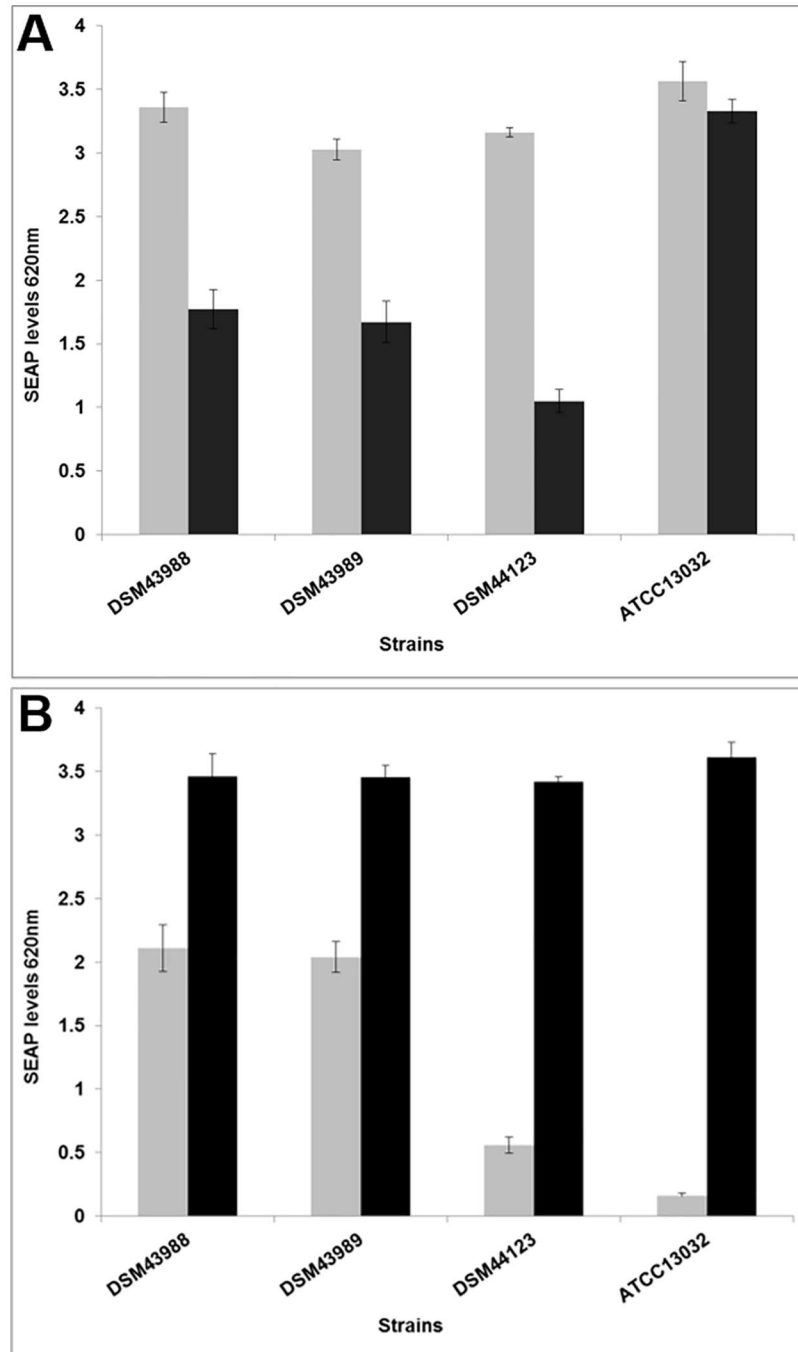 A
4
3.5
3
2.5
2
1.5
1
0.5
0
SEAP levels 620nm
DSM43988
DSM43989
DSM44123
ATCC13032
Strains
B
4
3.5
3
2.5
2
1.5
1
0.5
0
SEAP levels 620nm
DSM43988
DSM43989
DSM44123
ATCC13032
Strains